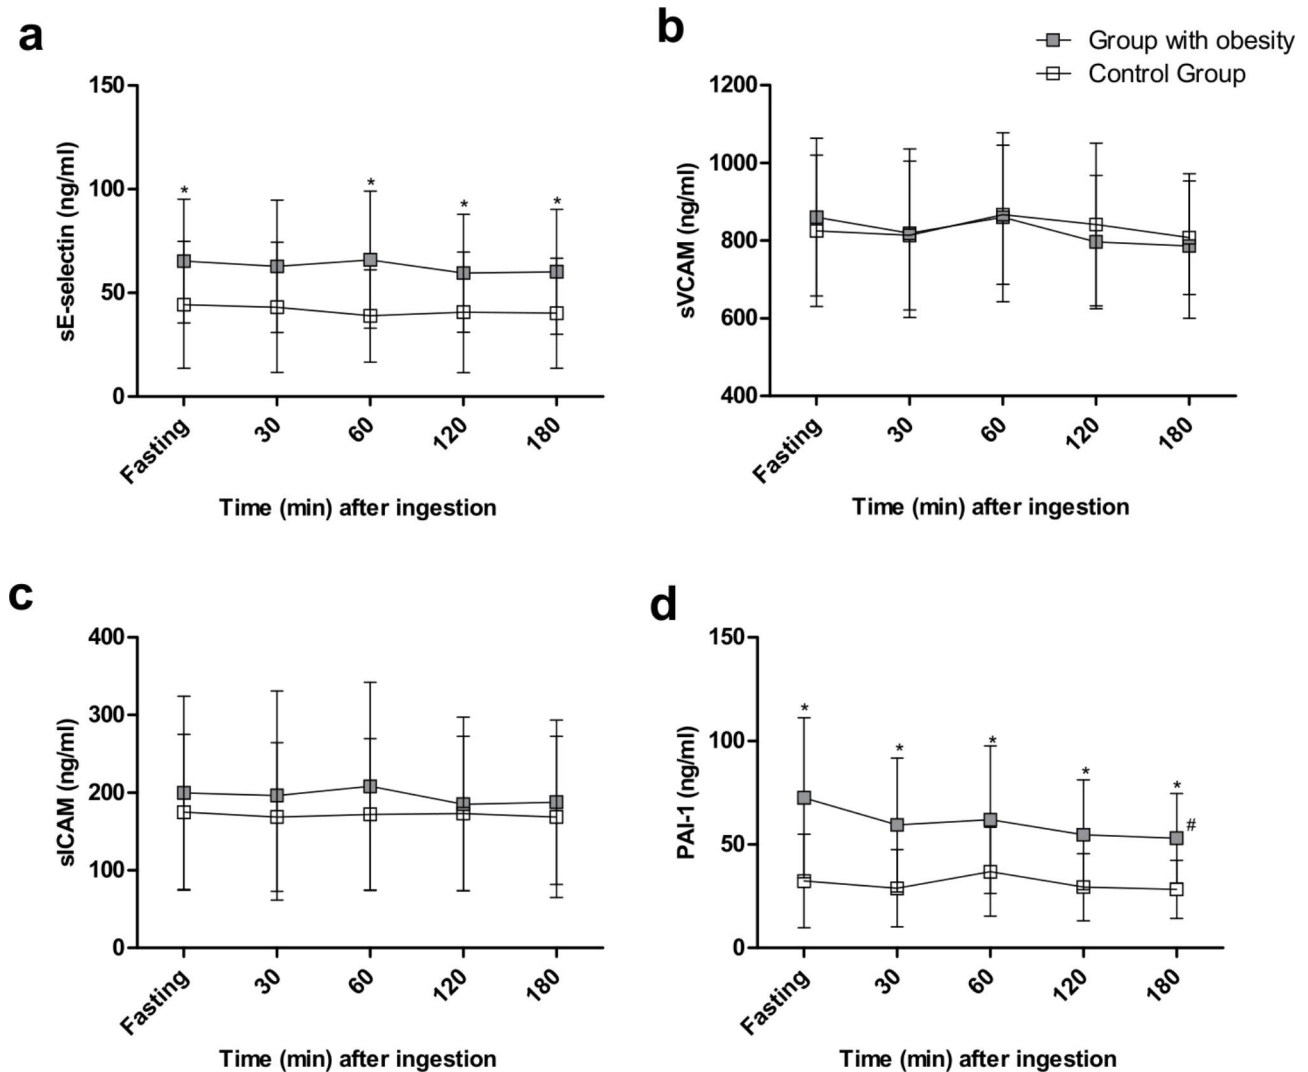 a
sE-selectin (ng/ml)
150
100
50
0
*
*
*
*
Fasting
30
60
120
180
Time (min) after ingestion
b
Group with obesity
Control Group
sVCAM (ng/ml)
1200
1000
800
600
400
Fasting
30
60
120
180
Time (min) after ingestion
c
sICAM (ng/ml)
400
300
200
100
0
Fasting
30
60
120
180
Time (min) after ingestion
d
PAI-1 (ng/ml)
150
100
50
0
*
*
*
*
*
#
Fasting
30
60
120
180
Time (min) after ingestion